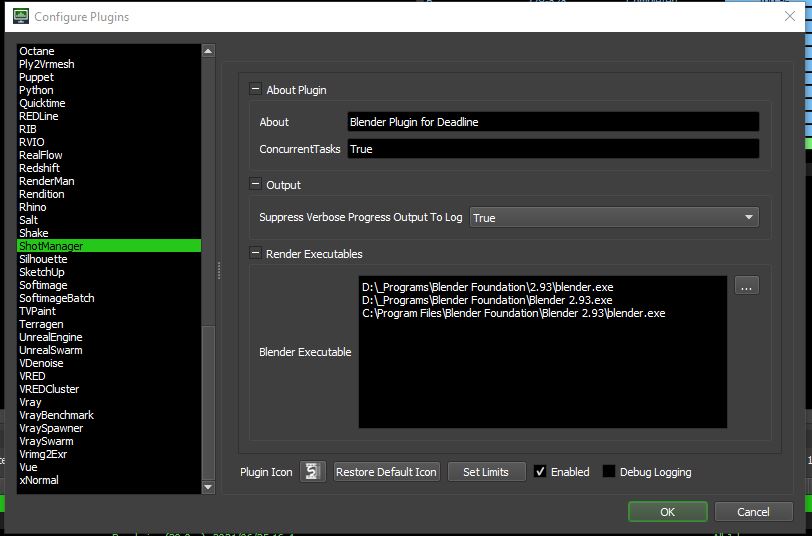 Configure Plugins
Octane
Ply2Vrmesh
Puppet
Python
Quicktime
REDLine
RIB
RVIO
RealFlow
Redshift
RenderMan
Rendition
Rhino
Salt
Shake
ShotManager
Silhouette
SketchUp
Softimage
SoftimageBatch
TVPaint
Terragen
UnrealEngine
UnrealSwarm
VDenoise
VRED
VREDCluster
Vray
VrayBenchmark
VraySpawner
VraySwarm
Vrimg2Exr
Vue
xNormal
About Plugin
About
Blender Plugin for Deadline
ConcurrentTasks
True
Output
Suppress Verbose Progress Output To Log
True
Render Executables
Blender Executable
D:\_Programs\Blender Foundation\2.93\blender.exe
D:\_Programs\Blender Foundation\Blender 2.93.exe
C:\Program Files\Blender Foundation\Blender 2.93\blender.exe
...
Plugin Icon
Restore Default Icon
Set Limits
Enabled
Debug Logging
OK
Cancel